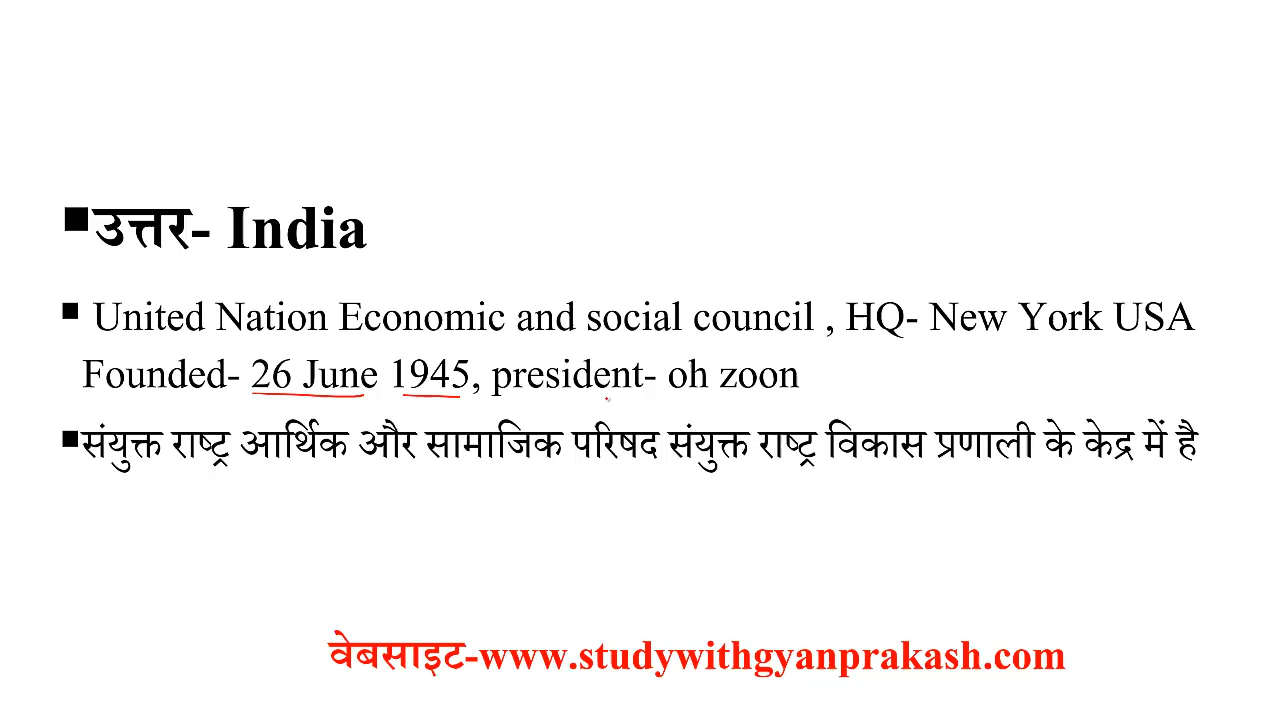 ▪उत्तर- India
▪ United Nation Economic and social council , HQ- New York USA
Founded- 26 June 1945, president- oh zoon
▪संयुक्त राष्ट्र आर्थिक और सामाजिक परिषद संयुक्त राष्ट्र विकास प्रणाली के केद्र में है
वेबसाइट-www.studywithgyanprakash.com